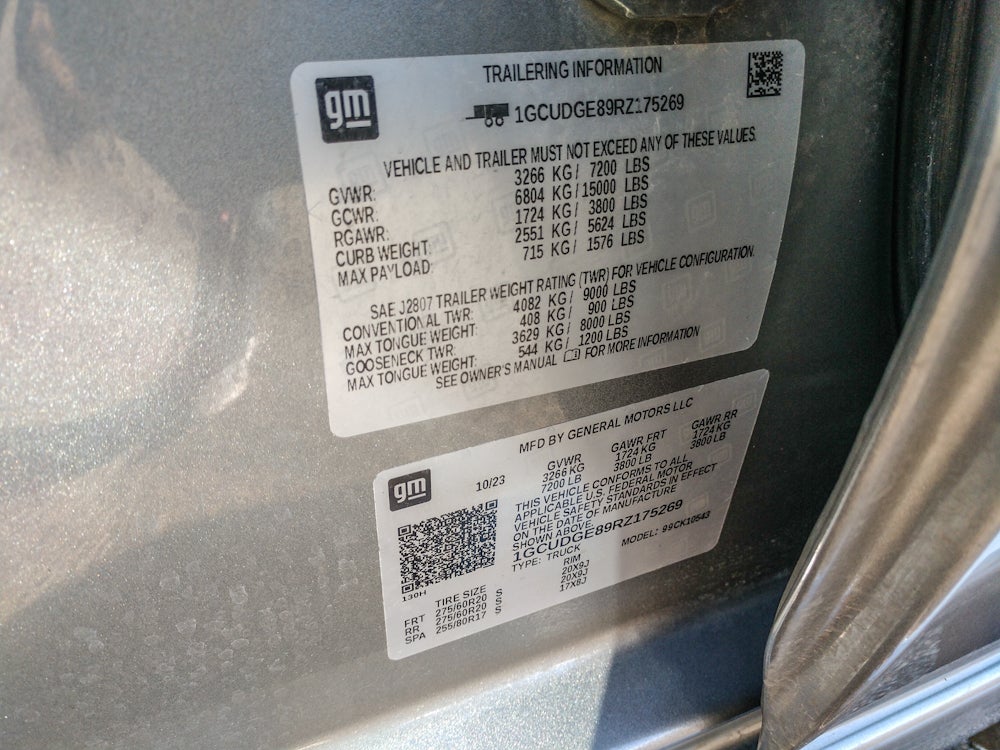 gm
TRAILERING INFORMATION
1GCUDGE89RZ175269
VEHICLE AND TRAILER MUST NOT EXCEED ANY OF THESE VALUES.
GVWR: 3266 KG/ 7200 LBS
GCWR: 6804 KG/ 15000 LBS
RGAWR: 1724 KG/ 3800 LBS
CURB WEIGHT: 2551 KG/ 5624 LBS
MAX PAYLOAD: 715 KG/ 1576 LBS
SAE J2807 TRAILER WEIGHT RATING (TWR) FOR VEHICLE CONFIGURATION.
CONVENTIONAL TWR: 4082 KG/ 9000 LBS
MAX TONGUE WEIGHT: 408 KG/ 900 LBS
GOOSENECK TWR: 3629 KG/ 8000 LBS
MAX TONGUE WEIGHT: 544 KG/ 1200 LBS
SEE OWNER'S MANUAL FOR MORE INFORMATION
gm
MFD BY GENERAL MOTORS LLC
10/23 GVWR GAWR FRT GAWR RR
3266 KG 1724 KG 1724 KG
7200 LB 3800 LB 3800 LB
THIS VEHICLE CONFORMS TO ALL
APPLICABLE U.S. FEDERAL MOTOR
VEHICLE SAFETY STANDARDS IN EFFECT
ON THE DATE OF MANUFACTURE
SHOWN ABOVE.
1GCUDGE89RZ175269
TYPE: TRUCK MODEL: 99CK10543
130H
TIRE SIZE RIM
FRT 275/60R20 S 20X9J
RR 275/60R20 S 20X9J
SPA 255/80R17 S 17X8J